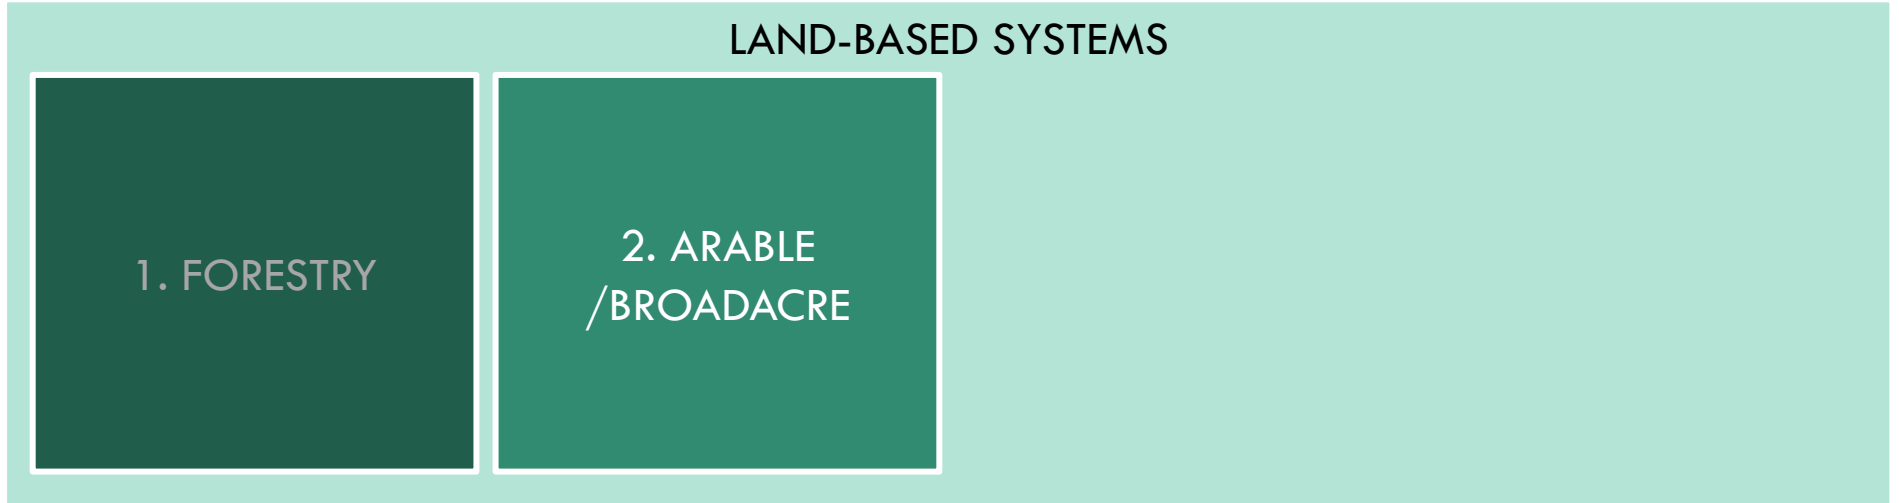 LAND-BASED SYSTEMS
1. FORESTRY
2. ARABLE
/BROADACRE